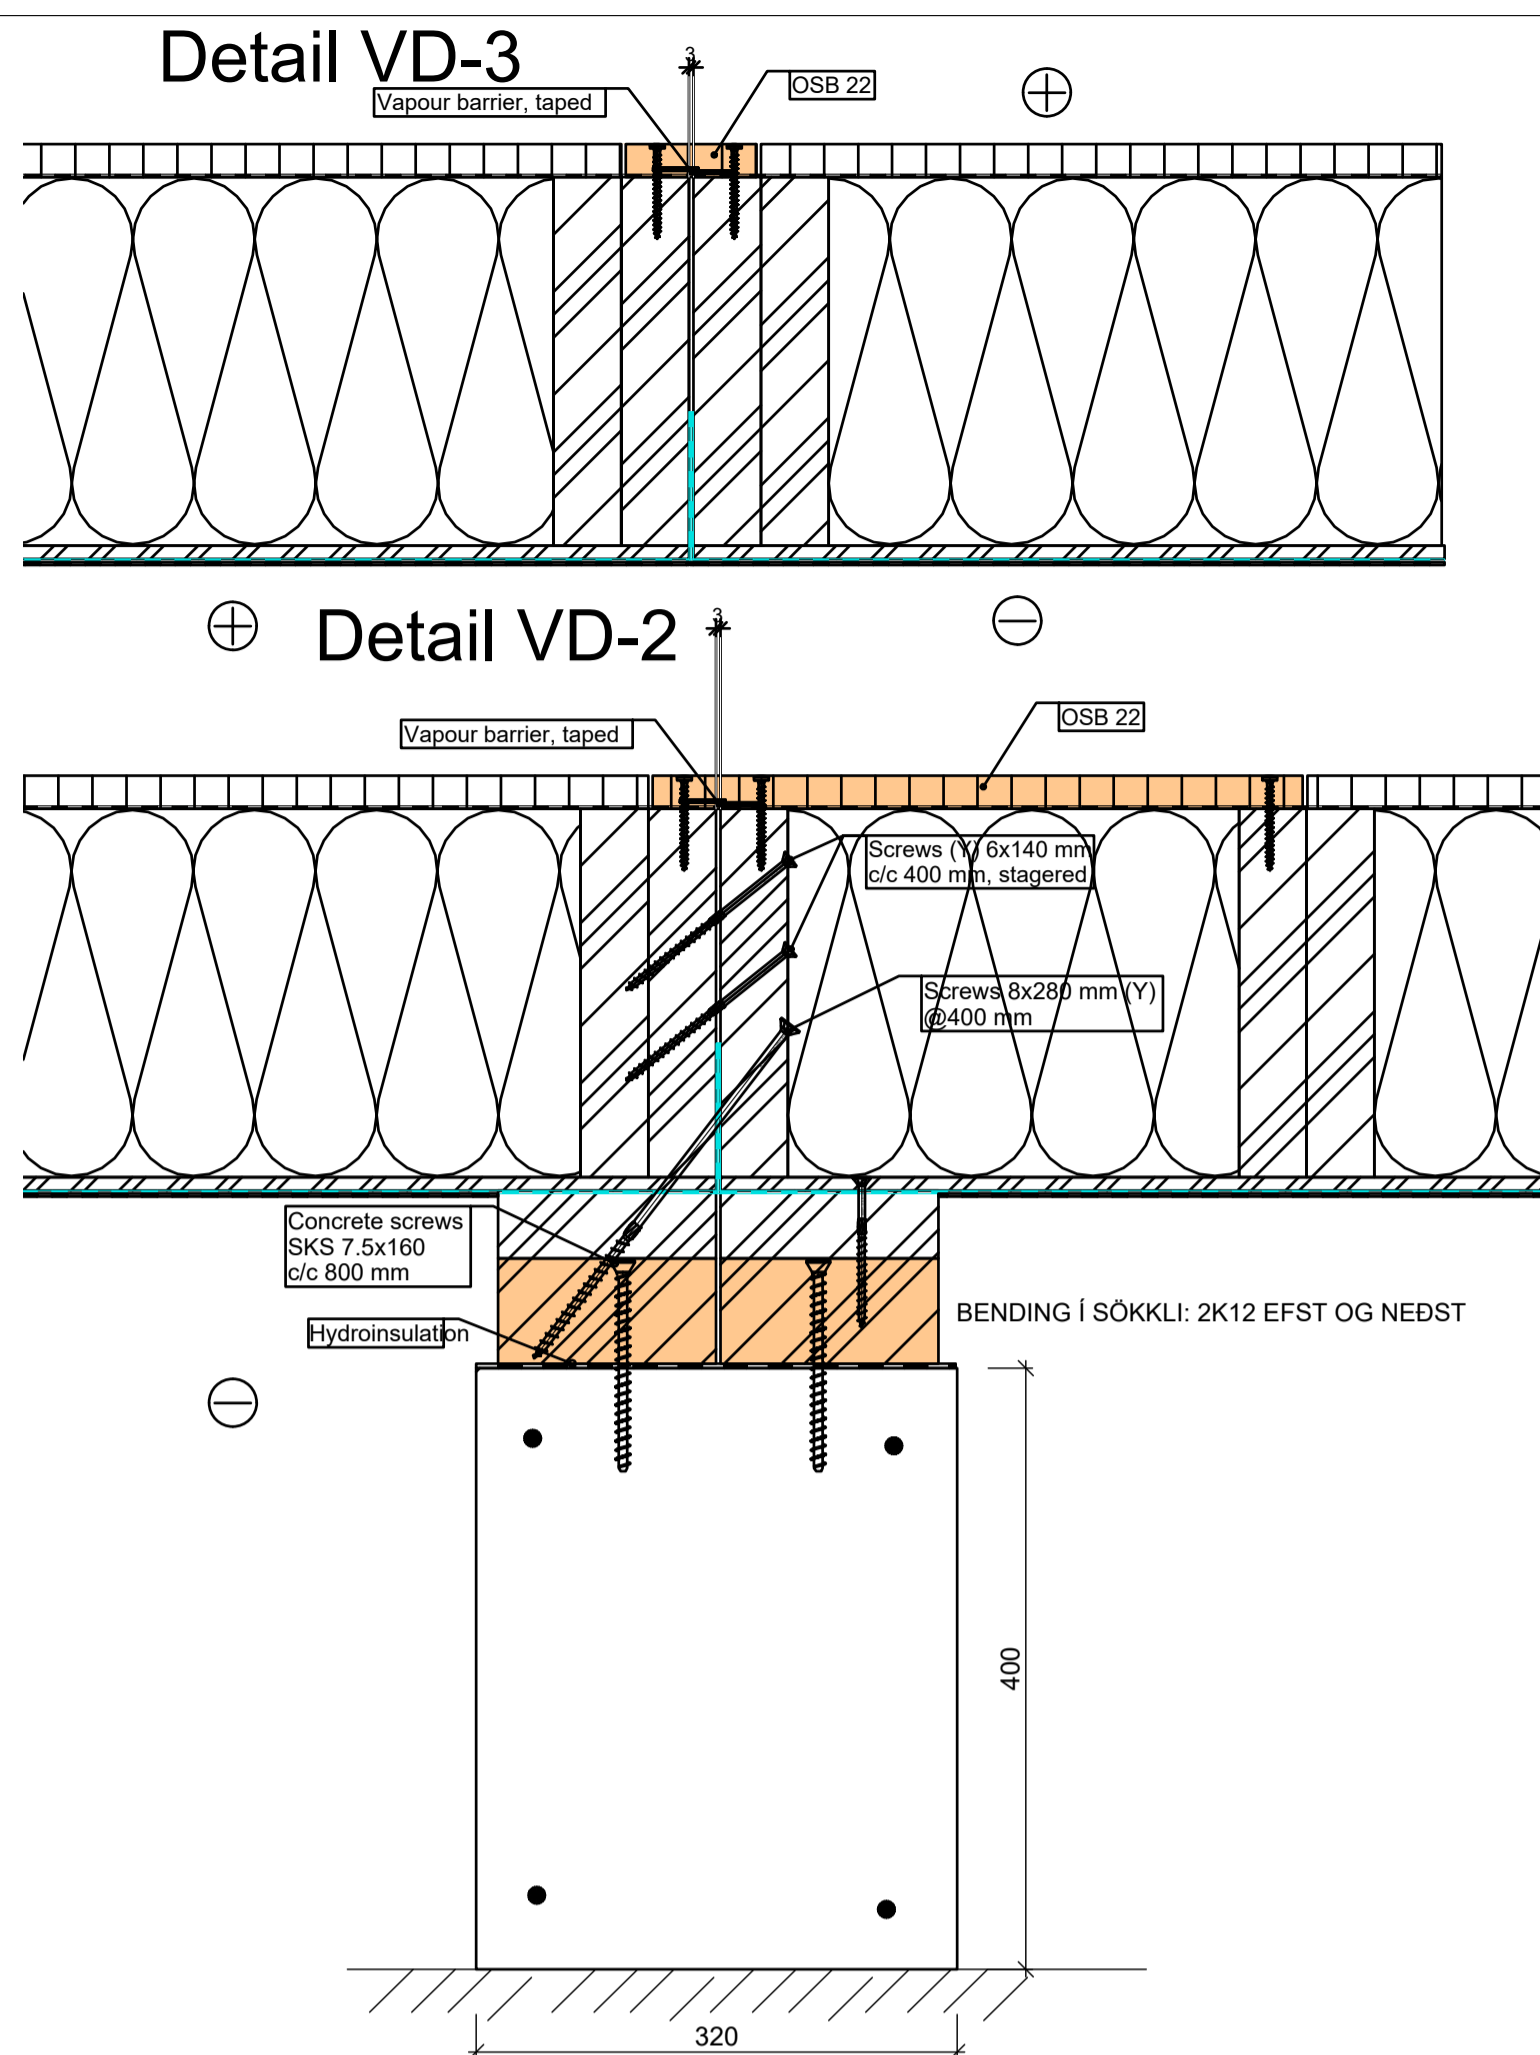 Detail VD-3
3
OSB 22
Vapour barrier, taped
Detail VD-2
3
OSB 22
Vapour barrier, taped
Screws (Y) 6x140 mm
c/c 400 mm, stagered
Screws 8x280 mm (Y)
@400 mm
Concrete screws
SKS 7.5x160
c/c 800 mm
BENDING Í SÖKKLI: 2K12 EFST OG NEÐST
Hydroinsulation
400
320